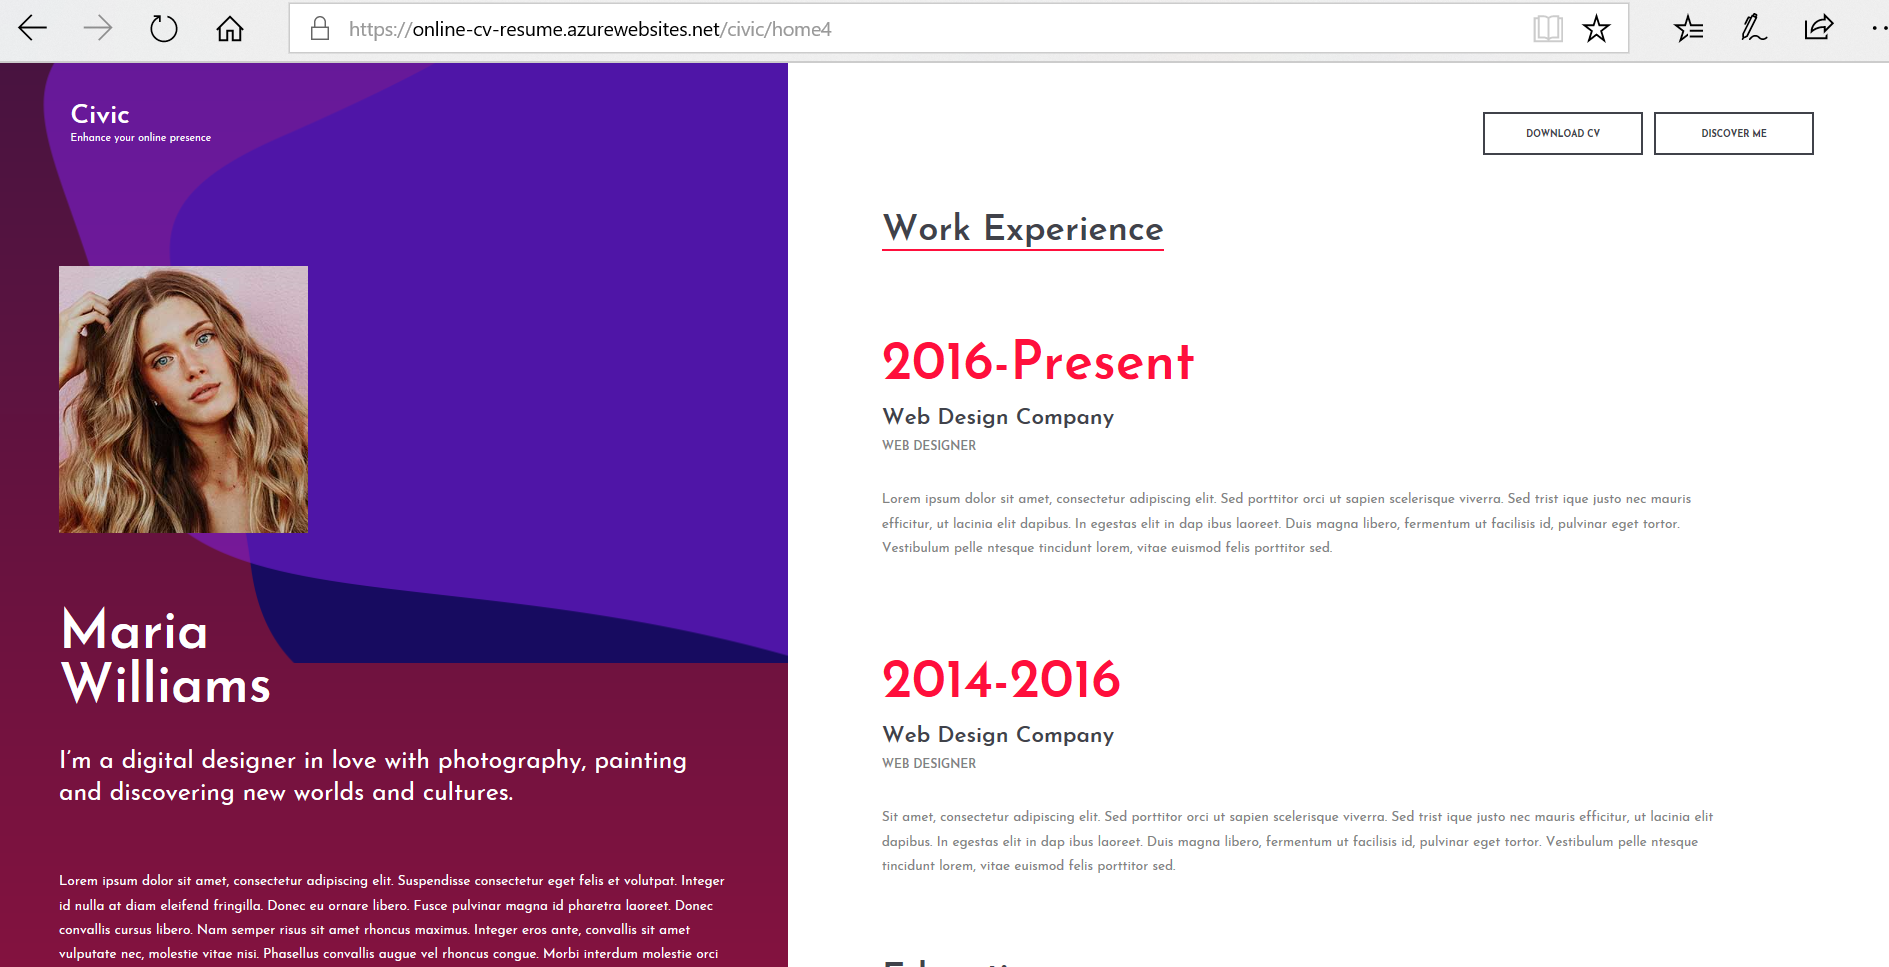 https://online-cv-resume.azurewebsites.net/civic/home4
Civic
Enhance your online presence
DOWNLOAD CV
DISCOVER ME
Maria
Williams
I'm a digital designer in love with photography, painting
and discovering new worlds and cultures.
Lorem ipsum dolor sit amet, consectetur adipiscing elit. Suspendisse consectetur eget felis et volutpat. Integer
id nulla at diam eleifend fringilla. Donec eu ornare libero. Fusce pulvinar magna id pharetra laoreet. Donec
convallis cursus libero. Nam semper risus sit amet rhoncus maximus. Integer eros ante, convallis sit amet
vulputate nec, molestie vitae nisi. Phasellus convallis augue vel rhoncus congue. Morbi interdum molestie orci
Work Experience
2016-Present
Web Design Company
WEB DESIGNER
Lorem ipsum dolor sit amet, consectetur adipiscing elit. Sed porttitor orci ut sapien scelerisque viverra. Sed trist ique justo nec mauris
efficitur, ut lacinia elit dapibus. In egestas elit in dap ibus laoreet. Duis magna libero, fermentum ut facilisis id, pulvinar eget tortor.
Vestibulum pelle ntesque tincidunt lorem, vitae euismod felis porttitor sed.
2014-2016
Web Design Company
WEB DESIGNER
Sit amet, consectetur adipiscing elit. Sed porttitor orci ut sapien scelerisque viverra. Sed trist ique justo nec mauris efficitur, ut lacinia elit
dapibus. In egestas elit in dap ibus laoreet. Duis magna libero, fermentum ut facilisis id, pulvinar eget tortor. Vestibulum pelle ntesque
tincidunt lorem, vitae euismod felis porttitor sed.